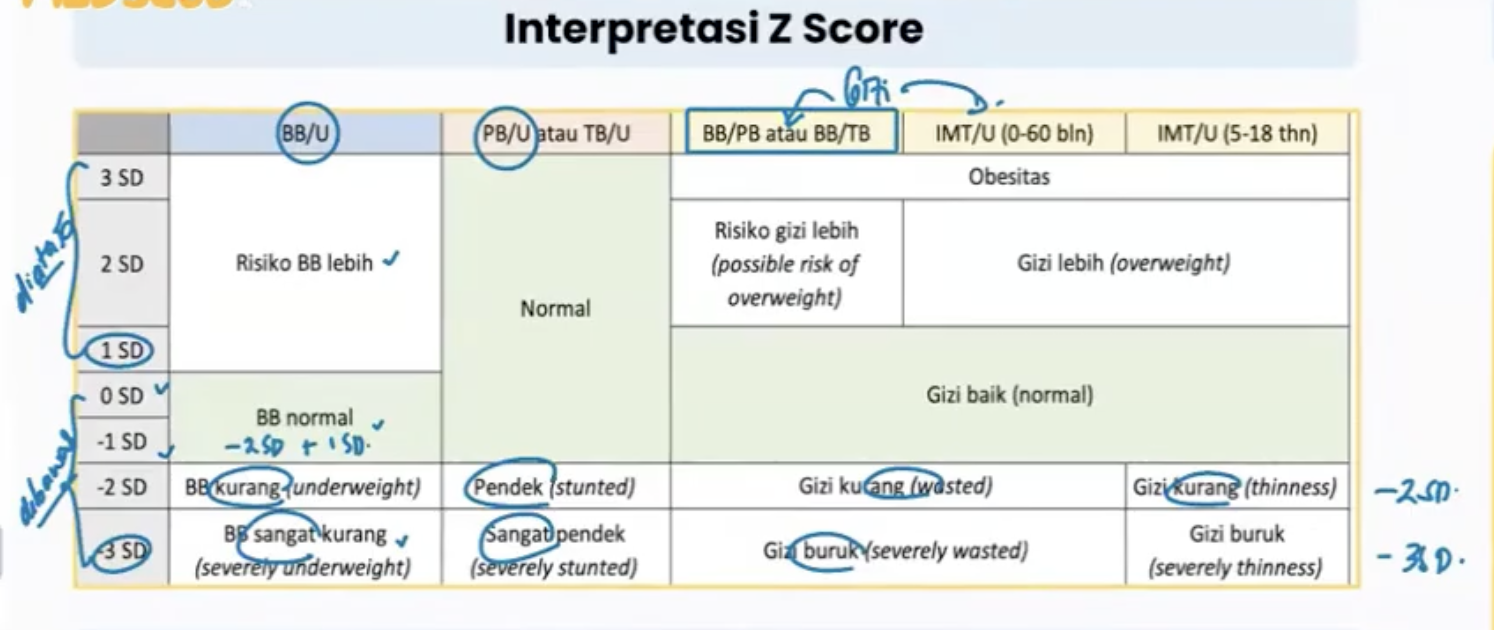 Interpretasi Z Score
Gizi
BB/U PB/U atau TB/U BB/PB atau BB/TB IMT/U (0-60 bln) IMT/U (5-18 thn)
3 SD Obesitas
2 SD Risiko BB lebih Normal Risiko gizi lebih
(possible risk of
overweight) Gizi lebih (overweight)
1 SD
0 SD BB normal Gizi baik (normal)
-1 SD -2SD + 1SD.
-2 SD BB kurang (underweight) Pendek (stunted) Gizi kurang (wasted) Gizi kurang (thinness) -2SD.
-3 SD BB sangat kurang
(severely underweight) Sangat pendek
(severely stunted) Gizi buruk (severely wasted) Gizi buruk
(severely thinness) -3SD.
diatas